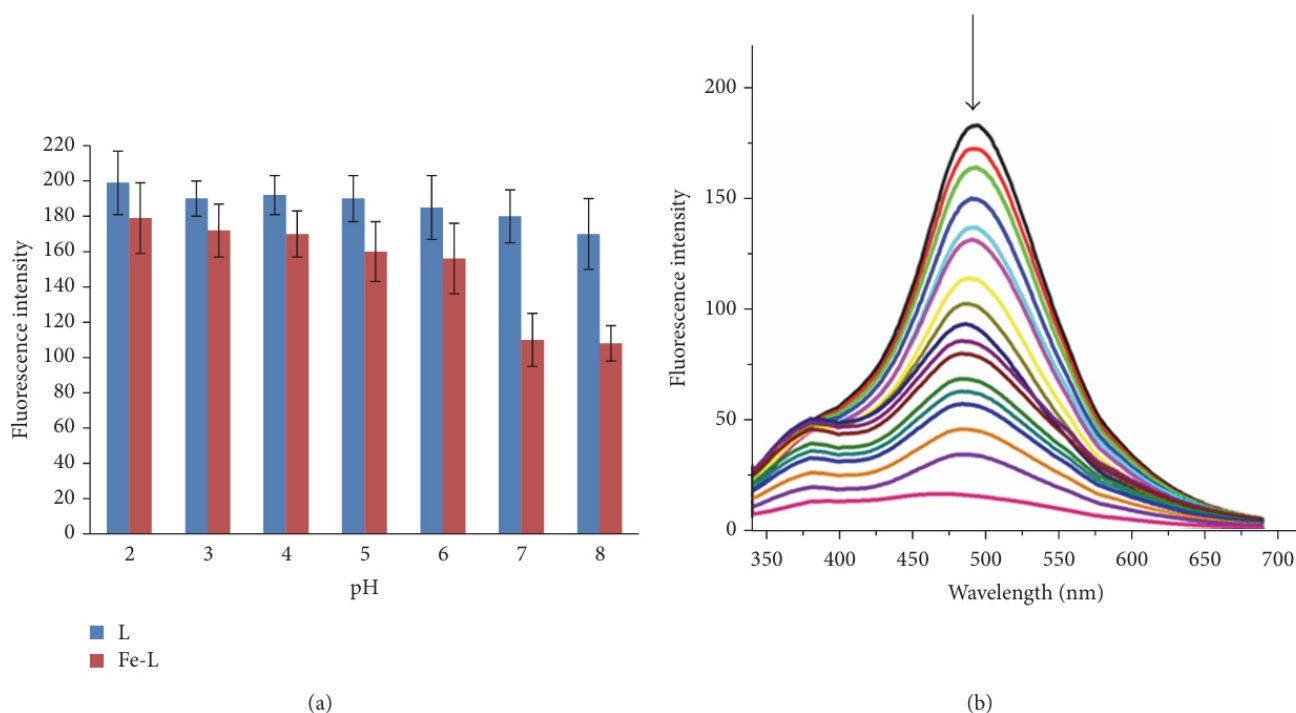 220
200
180
160
140
120
100
80
60
40
20
0
Fluorescence intensity
2 3 4 5 6 7 8
pH
L
Fe-L
(a)
200
150
100
50
0
Fluorescence intensity
350 400 450 500 550 600 650 700
Wavelength (nm)
(b)